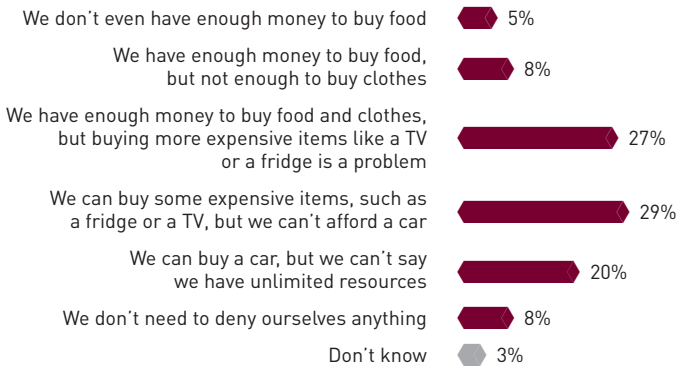 We don't even have enough money to buy food
5%
We have enough money to buy food,
but not enough to buy clothes
8%
We have enough money to buy food and clothes,
but buying more expensive items like a TV
or a fridge is a problem
27%
We can buy some expensive items, such as
a fridge or a TV, but we can't afford a car
29%
We can buy a car, but we can't say
we have unlimited resources
20%
We don't need to deny ourselves anything
8%
Don't know
3%